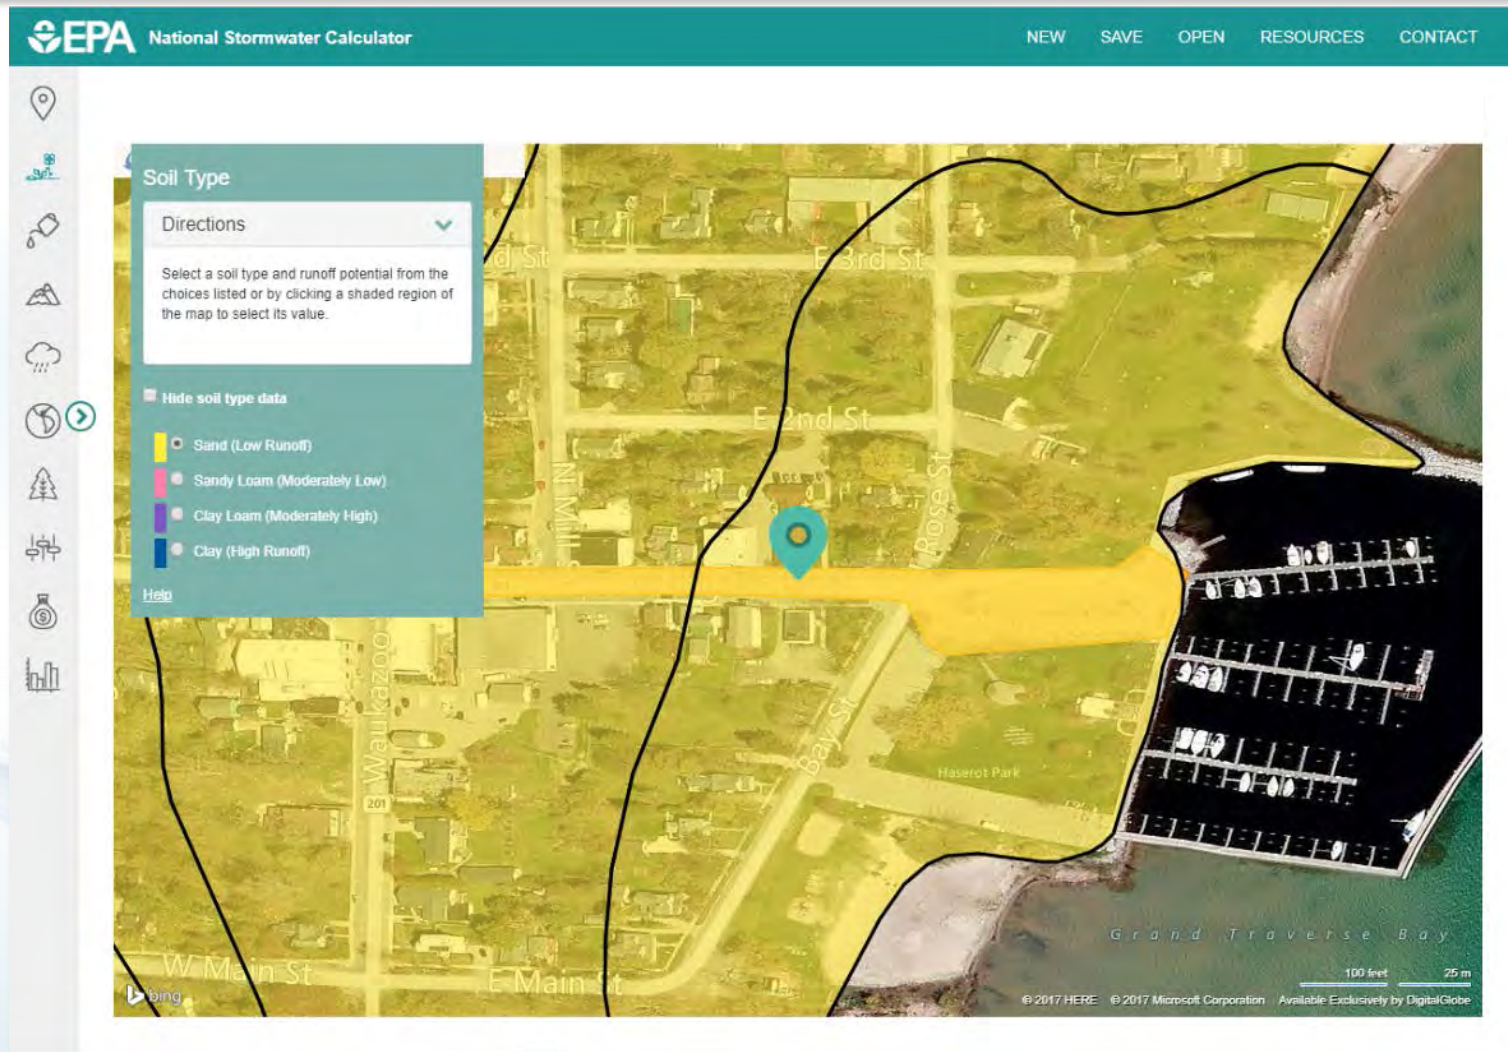 EPA National Stormwater Calculator
NEW SAVE OPEN RESOURCES CONTACT
Soil Type
Directions
Select a soil type and runoff potential from the
choices listed or by clicking a shaded region of
the map to select its value.
Hide soil type data
Sand (Low Runoff)
Sandy Loam (Moderately Low)
Clay Loam (Moderately High)
Clay (High Runoff)
Help
d St
E 3rd St
E 2nd St
N Mill S
Rose St
Waukazoo
Bay St
Haserot Park
201
W Main St
E Main St
Grand Traverse Bay
100 feet 25 m
bing
© 2017 HERE © 2017 Microsoft Corporation Available Exclusively by DigitalGlobe